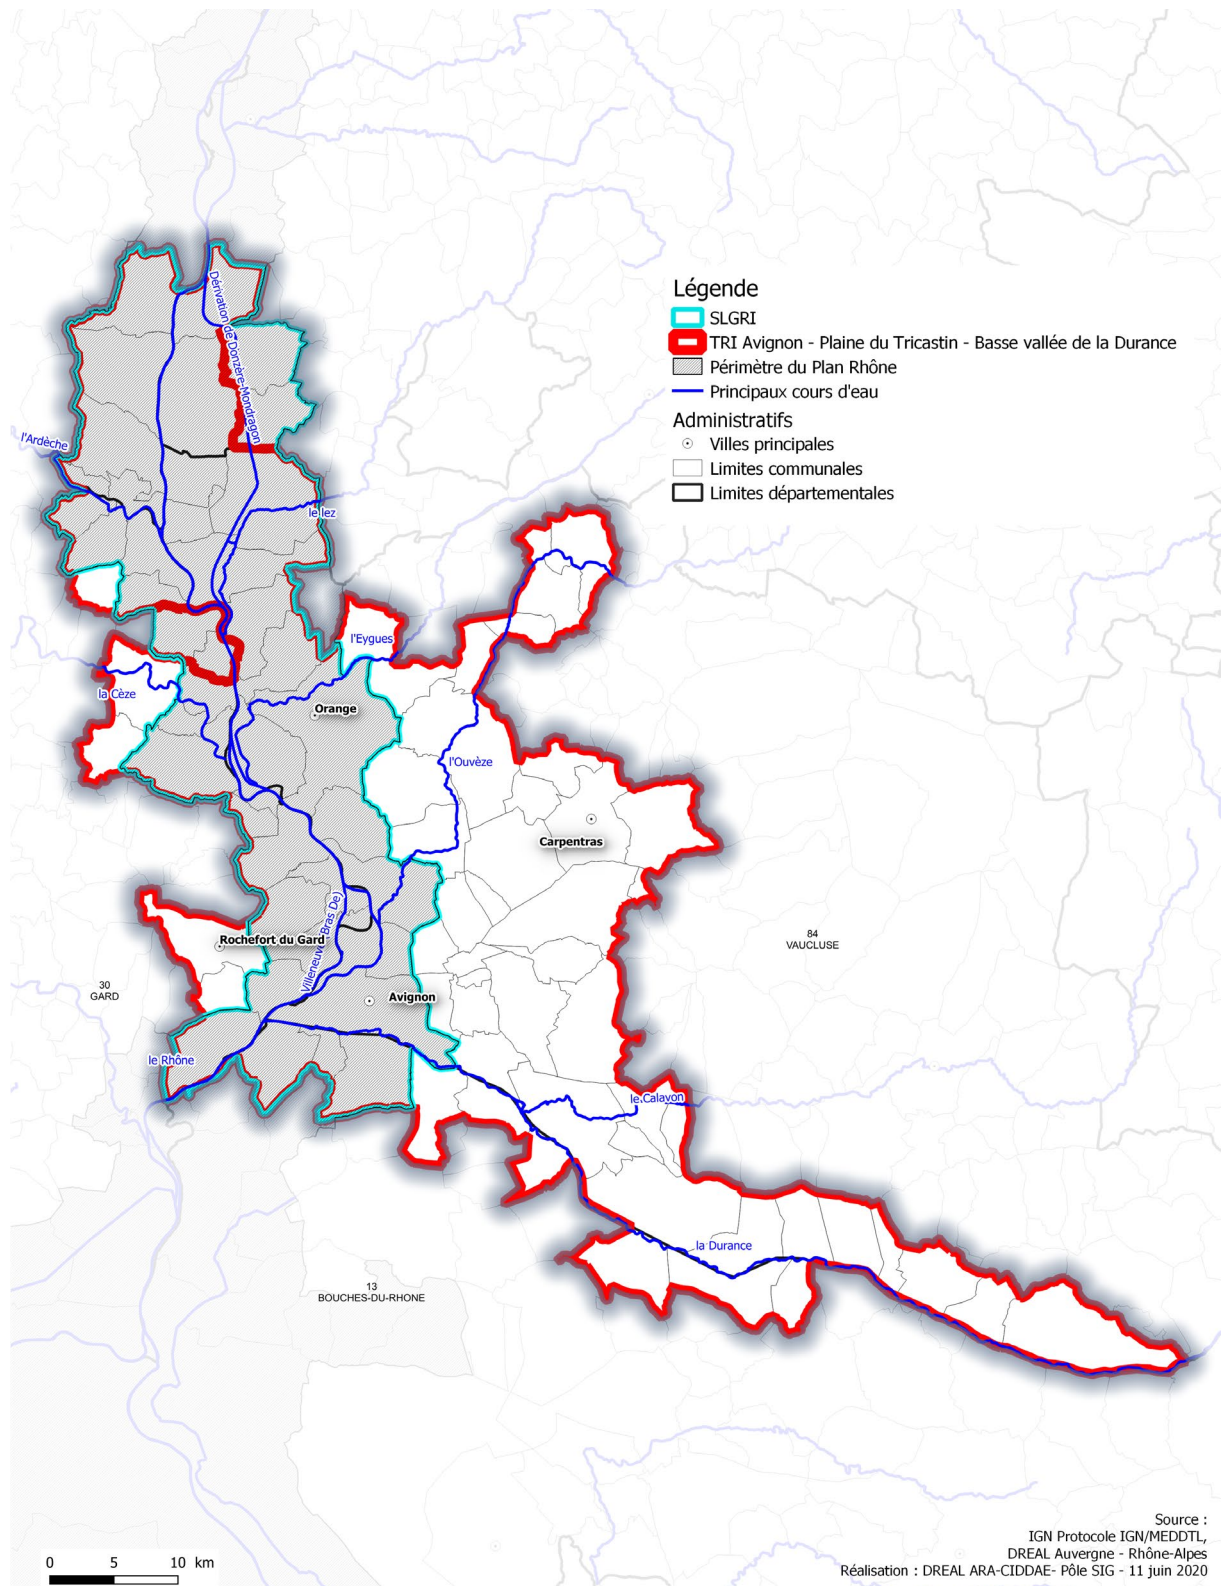 Légende
SLGRI
TRI Avignon - Plaine du Tricastin - Basse vallée de la Durance
Périmètre du Plan Rhône
Principaux cours d'eau
Administratifs
Villes principales
Limites communales
Limites départementales
Dérivation de Donzère-Mondragon
l'Ardèche
le lez
l'Eygues
la Cèze
Orange
l'Ouvèze
Carpentras
Villeneuve (Bras De)
Rochefort du Gard
84
VAUCLUSE
30
GARD
Avignon
le Rhône
le Calavon
la Durance
13
BOUCHES-DU-RHONE
Source :
IGN Protocole IGN/MEDDTL,
DREAL Auvergne - Rhône-Alpes
Réalisation : DREAL ARA-CIDDAE- Pôle SIG - 11 juin 2020
0 5 10 km